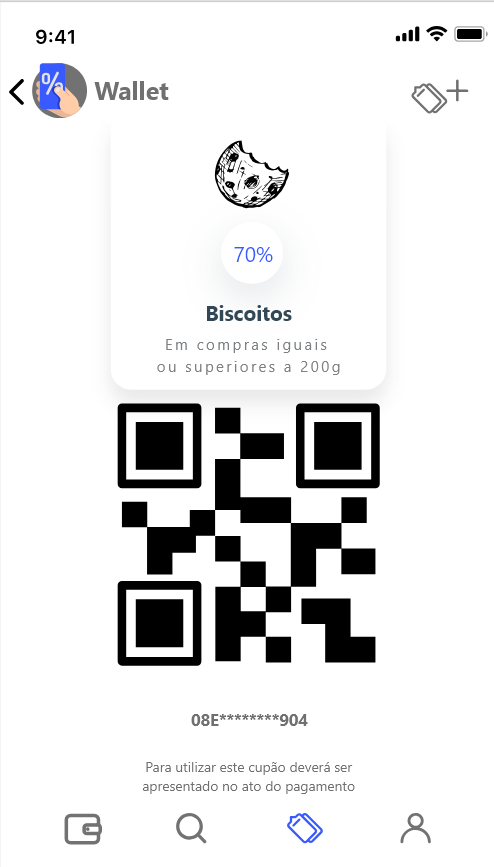 9:41
%
Wallet
70%
Biscoitos
Em compras iguais
ou superiores a 200g
08E********904
Para utilizar este cupão deverá ser
apresentado no ato do pagamento